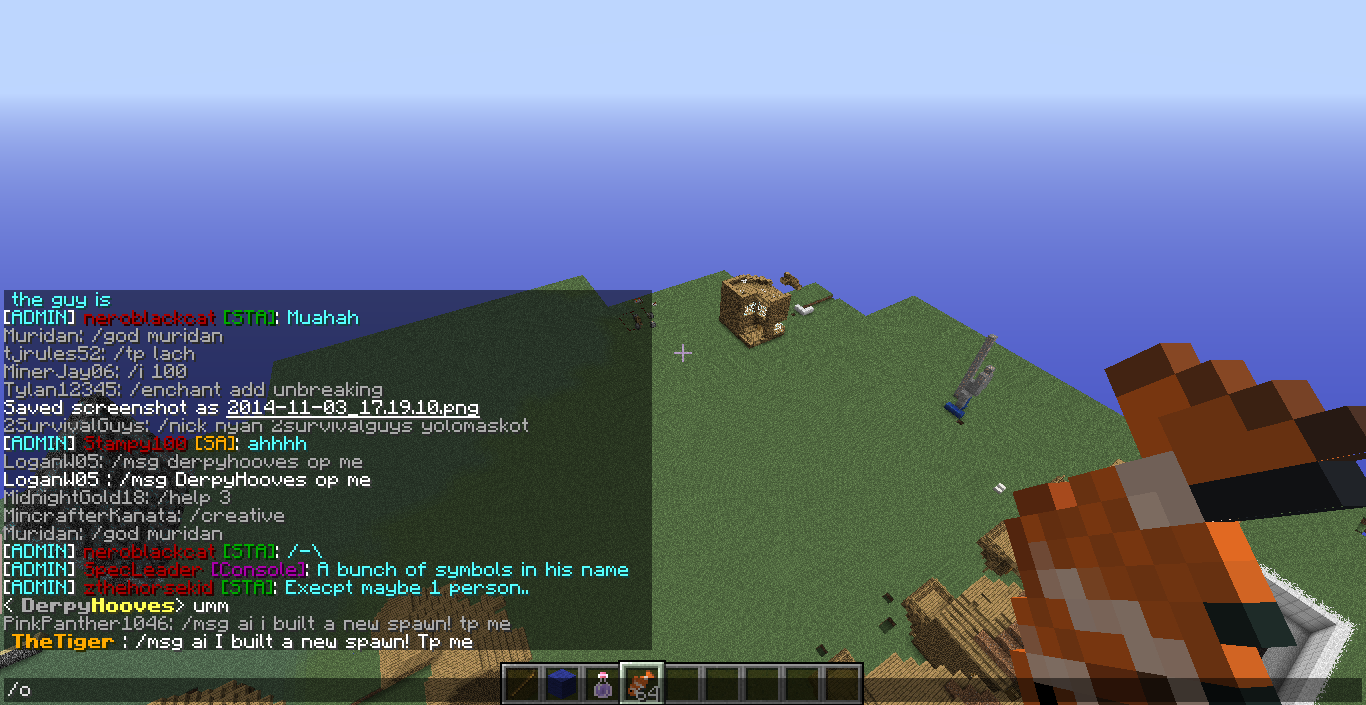 the guy is
[ADMIN] neroblackcat [STA]: Muahah
Muridan: /god muridan
tjrules52: /tp lach
MinerJay06: /i 100
Tylan12345: /enchant add unbreaking
Saved screenshot as 2014-11-03_17.19.10.png
2SurvivalGuys: /nick nyan 2survivalguys yolomaskot
[ADMIN] Stampy100 [SA]: ahhhh
LoganW05: /msg derpyhooves op me
LoganW05 : /msg DerpyHooves op me
MidnightGold18: /help 3
MincrafterKanata: /creative
Muridan: /god muridan
[ADMIN] neroblackcat [STA]: /-\
[ADMIN] SpecLeader [Console]: A bunch of symbols in his name
[ADMIN] zthehorsekid [STA]: Execpt maybe 1 person..
< DerpyHooves> umm
PinkPanther1046: /msg ai i built a new spawn! tp me
TheTiger : /msg ai I built a new spawn! Tp me
64
/o